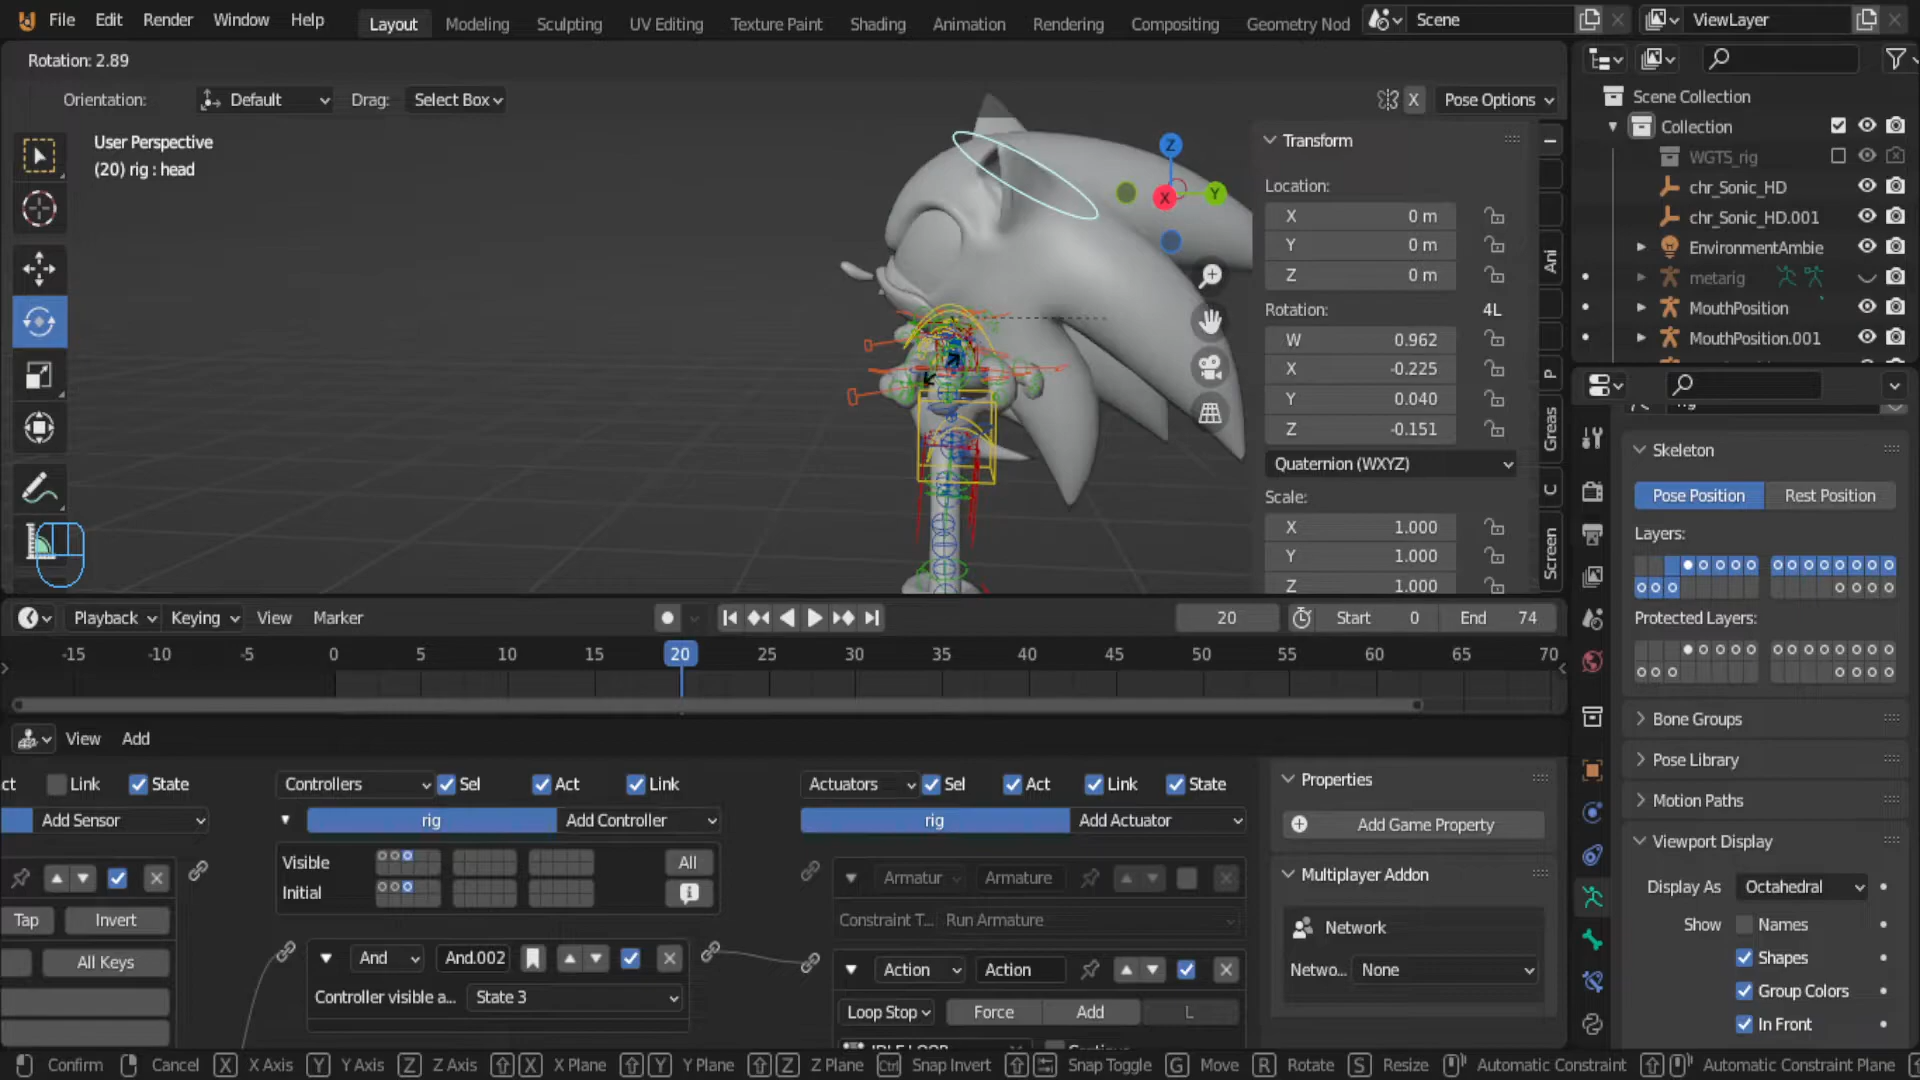 File Edit Render Window Help Layout Modeling Sculpting UV Editing Texture Paint Shading Animation Rendering Compositing Geometry Nod Scene ViewLayer
Rotation: 2.89
Orientation: Default Drag: Select Box X Pose Options
User Perspective
(20) rig : head
Z
Y
X
Transform
Location:
X 0 m
Y 0 m
Z 0 m
Rotation: 4L
W 0.962
X -0.225
Y 0.040
Z -0.151
Quaternion (WXYZ)
Scale:
X 1.000
Y 1.000
Z 1.000
Ani
P
Greas
C
Screen
Scene Collection
Collection
WGTS_rig
chr_Sonic_HD
chr_Sonic_HD.001
EnvironmentAmbie
metarig
MouthPosition
MouthPosition.001
Skeleton
Pose Position Rest Position
Layers:
Protected Layers:
Bone Groups
Pose Library
Motion Paths
Viewport Display
Display As Octahedral
Show Names
Shapes
Group Colors
In Front
Playback Keying View Marker 20 Start 0 End 74
-15 -10 -5 0 5 10 15 20 25 30 35 40 45 50 55 60 65 70
View Add
ct Link State Controllers Sel Act Link Actuators Sel Act Link State
Add Sensor rig Add Controller rig Add Actuator
Visible All
Initial
Tap Invert
All Keys
And And.002
Controller visible a... State 3
Armatur Armature
Constraint T... Run Armature
Action Action
Loop Stop Force Add L
Properties
Add Game Property
Multiplayer Addon
Network
Netwo... None
Confirm Cancel X X Axis Y Y Axis Z Z Axis X X Plane Y Y Plane Z Z Plane Ctrl Snap Invert Snap Toggle G Move R Rotate S Resize Automatic Constraint Automatic Constraint Plane